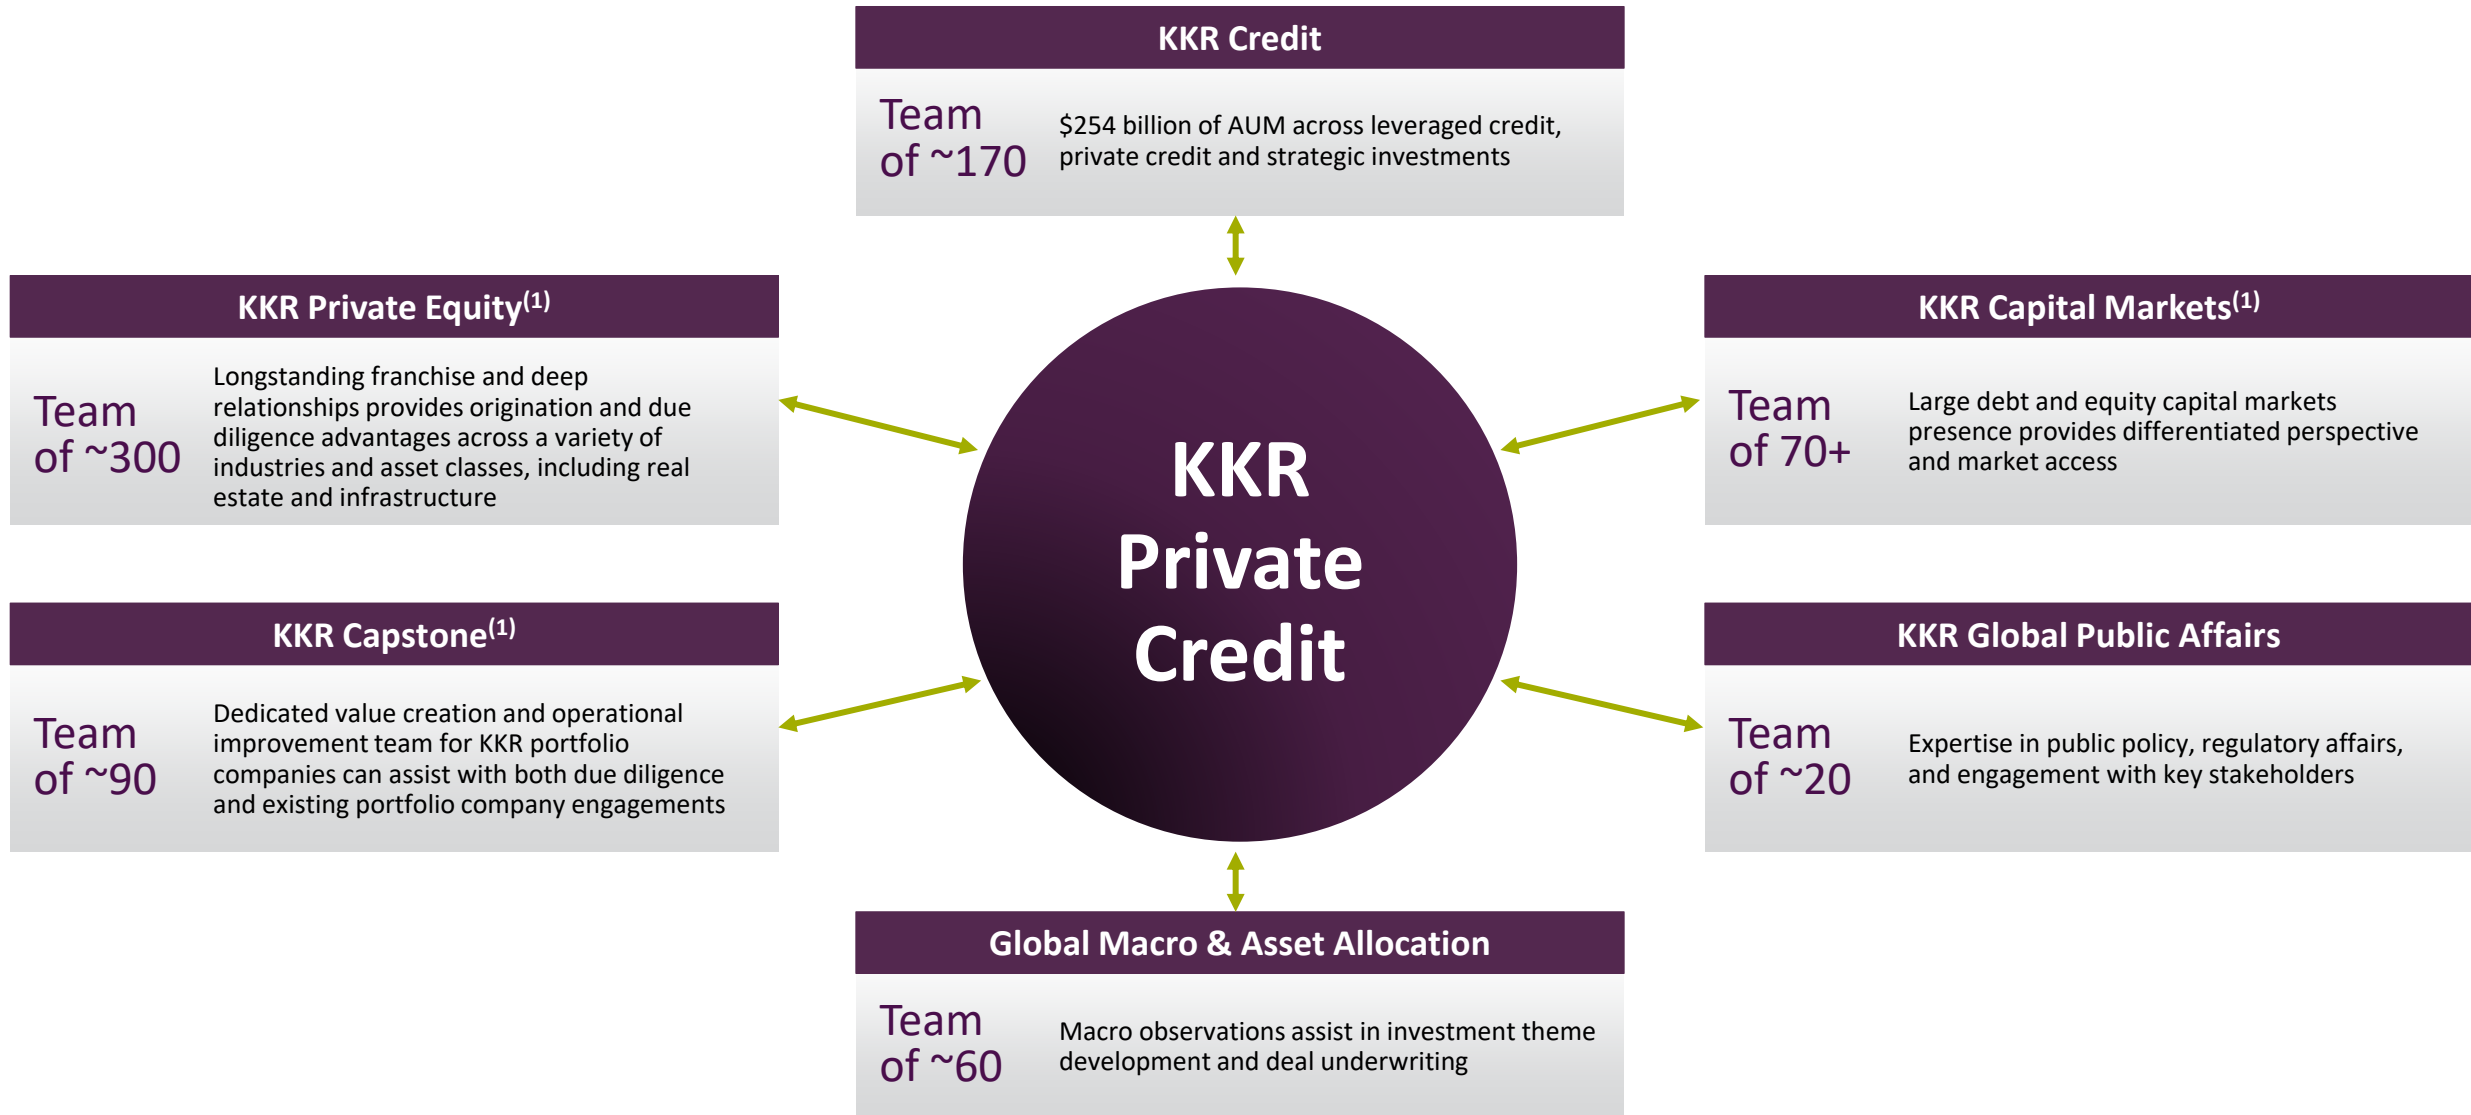 KKR Credit
Team
of ~170
$254 billion of AUM across leveraged credit,
private credit and strategic investments
KKR Private Equity(1)
Team
of ~300
Longstanding franchise and deep
relationships provides origination and due
diligence advantages across a variety of
industries and asset classes, including real
estate and infrastructure
KKR Capital Markets(1)
Team
of 70+
Large debt and equity capital markets
presence provides differentiated perspective
and market access
KKR
Private
Credit
KKR Capstone(1)
Team
of ~90
Dedicated value creation and operational
improvement team for KKR portfolio
companies can assist with both due diligence
and existing portfolio company engagements
KKR Global Public Affairs
Team
of ~20
Expertise in public policy, regulatory affairs,
and engagement with key stakeholders
Global Macro & Asset Allocation
Team
of ~60
Macro observations assist in investment theme
development and deal underwriting